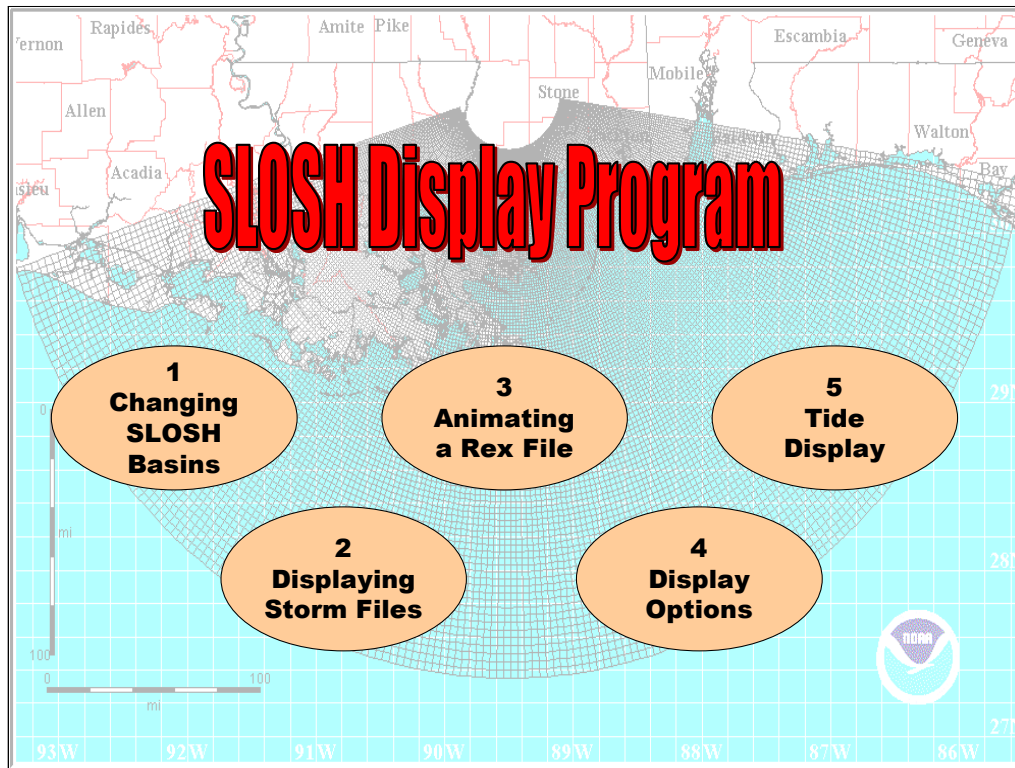 Rapides
Amite Pike
Escambia
Geneva
Vernon
Mobile
Stone
Allen
Walton
Acadia
Bay
SLOSH Display Program
1
Changing
SLOSH
Basins
3
Animating
a Rex File
5
Tide
Display
29N
0
mi
2
Displaying
Storm Files
4
Display
Options
28N
NOAA
100
0 100
mi
27N
93W 92W 91W 90W 89W 88W 87W 86W